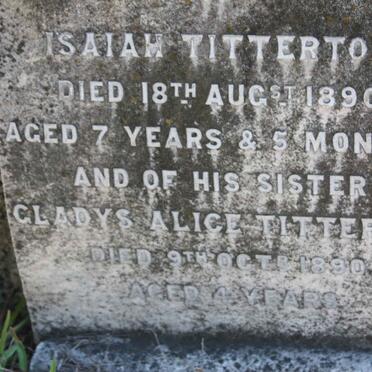 ISAIAH TITTERTO
DIED 18TH AUGST 1890
AGED 7 YEARS & 5 MON
AND OF HIS SISTER
GLADYS ALICE TITTER
DIED 9TH OCTR 1890
AGED 4 YEARS